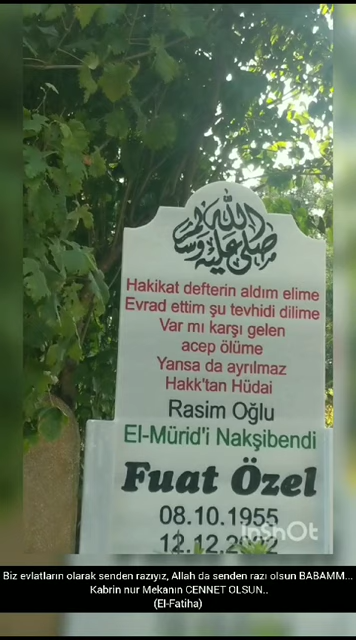 صلى الله عليه وسلم
Hakikat defterin aldım elime
Evrad ettim şu tevhidi dilime
Var mı karşı gelen
acep ölüme
Yansa da ayrılmaz
Hakk'tan Hüdai
Rasim Oğlu
El-Mürid'i Nakşibendi
Fuat Özel
08.10.1955
12.12.2022
InShOt
Biz evlatların olarak senden razıyız, Allah da senden razı olsun BABAMM...
Kabrin nur Mekanın CENNET OLSUN..
(El-Fatiha)